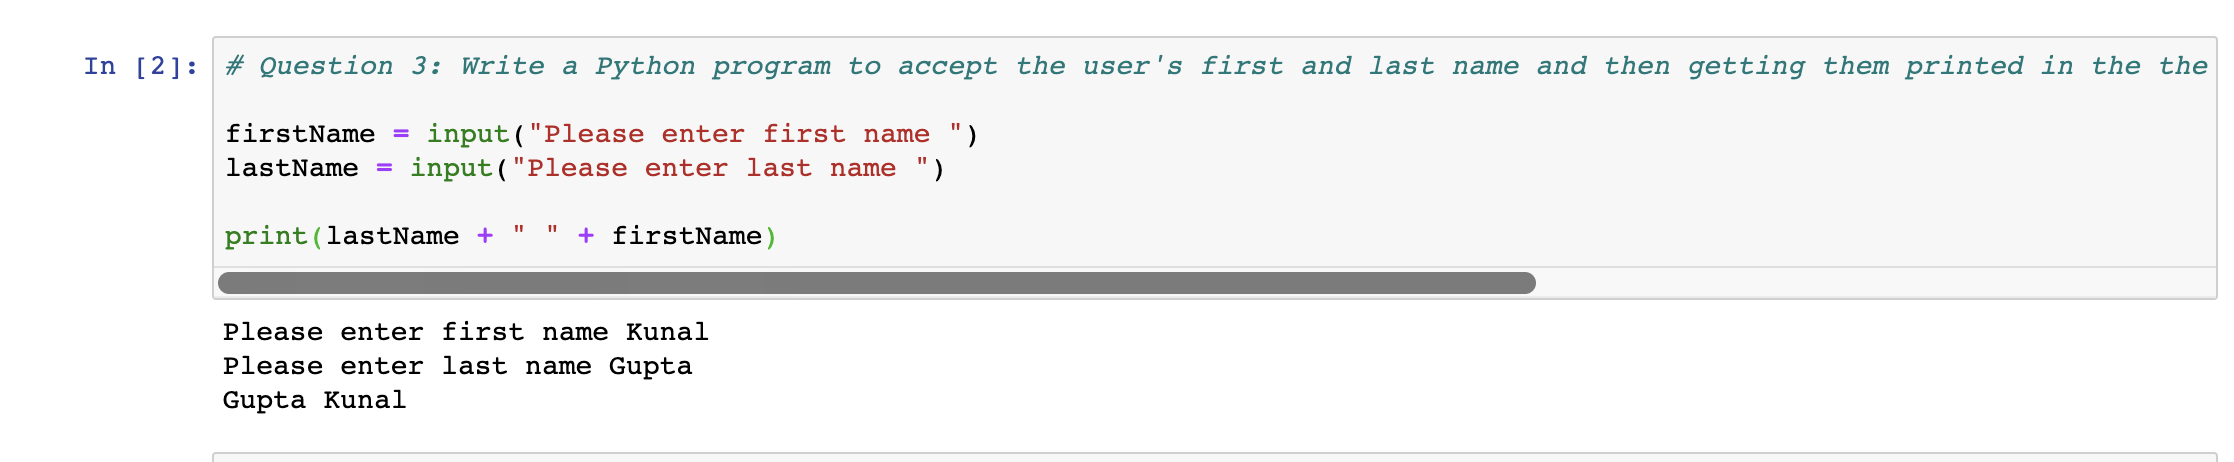 In [2]: # Question 3: Write a Python program to accept the user's first and last name and then getting them printed in the the
firstName = input("Please enter first name ")
lastName = input("Please enter last name ")
print(lastName + " " + firstName)
Please enter first name Kunal
Please enter last name Gupta
Gupta Kunal